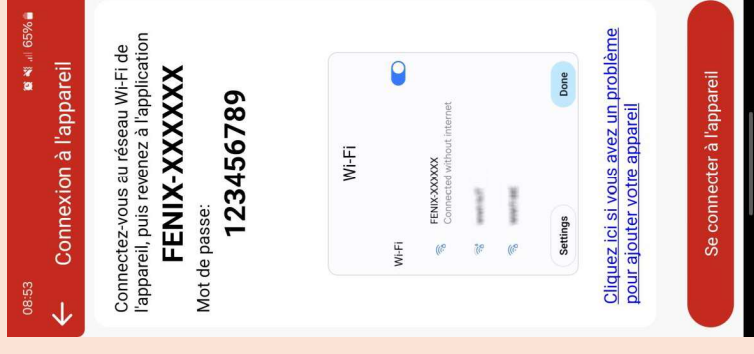 08:53
65%
Connexion à l'appareil
Connectez-vous au réseau Wi-Fi de
l'appareil, puis revenez à l'application
FENIX-XXXXXX
Mot de passe:
123456789
Wi-Fi
Wi-Fi
FENIX-XXXXXX
Connected without internet
Settings
Done
Cliquez ici si vous avez un problème
pour ajouter votre appareil
Se connecter à l'appareil